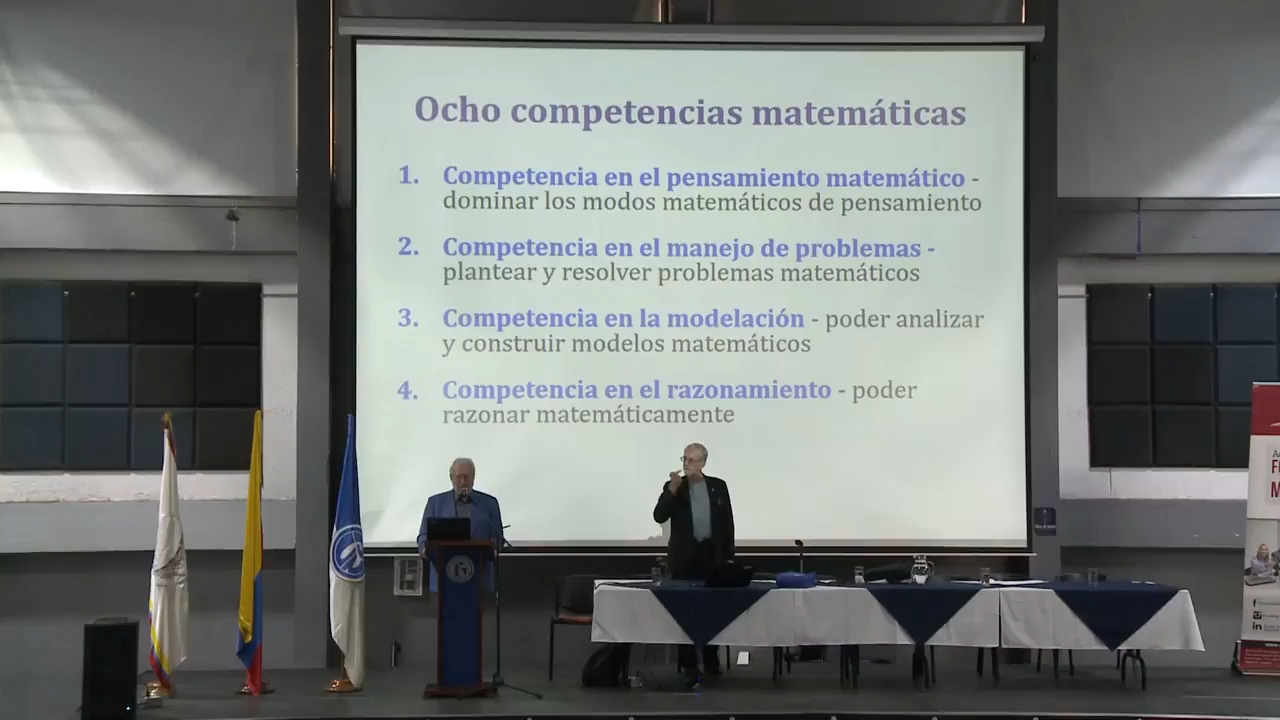 Ocho competencias matemáticas
1. Competencia en el pensamiento matemático -
dominar los modos matemáticos de pensamiento
2. Competencia en el manejo de problemas -
plantear y resolver problemas matemáticos
3. Competencia en la modelación - poder analizar
y construir modelos matemáticos
4. Competencia en el razonamiento - poder
razonar matemáticamente